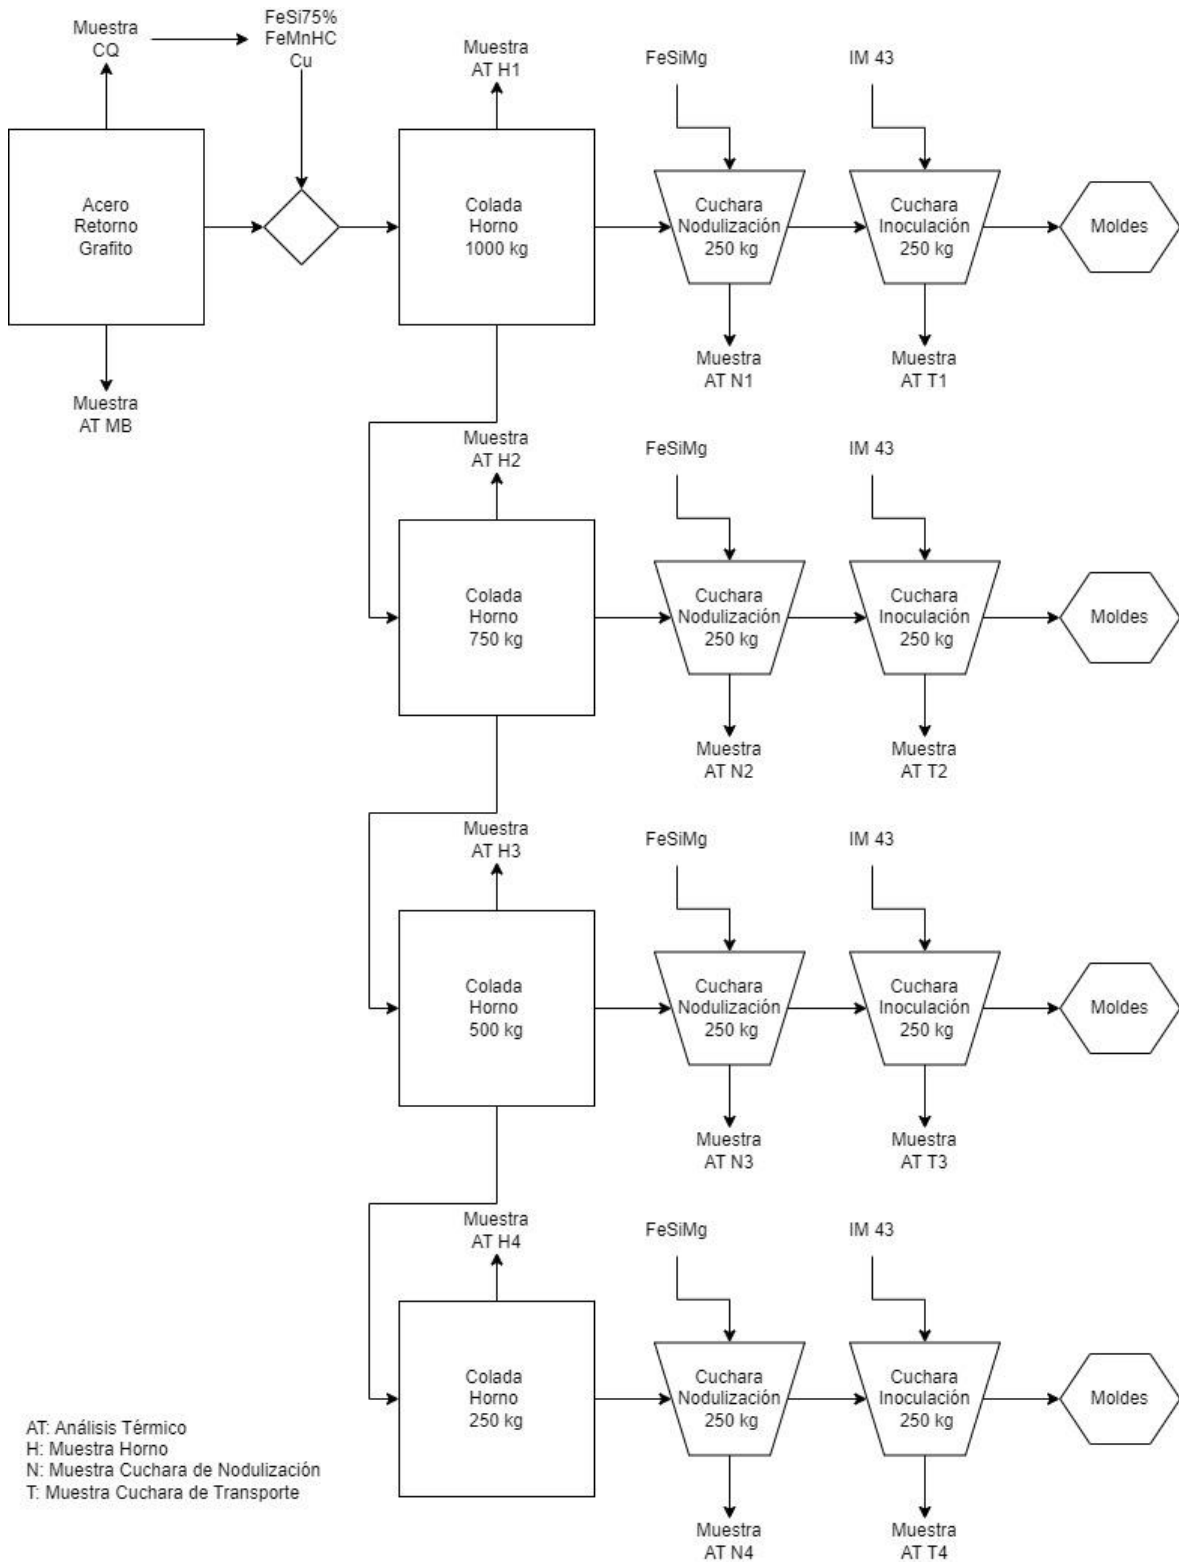 Muestra
CQ
FeSi75%
FeMnHC
Cu
Muestra
AT H1
FeSiMg
IM 43
Acero
Retorno
Grafito
Colada
Horno
1000 kg
Cuchara
Nodulización
250 kg
Cuchara
Inoculación
250 kg
Moldes
Muestra
AT MB
Muestra
AT N1
Muestra
AT T1
Muestra
AT H2
FeSiMg
IM 43
Colada
Horno
750 kg
Cuchara
Nodulización
250 kg
Cuchara
Inoculación
250 kg
Moldes
Muestra
AT N2
Muestra
AT T2
Muestra
AT H3
FeSiMg
IM 43
Colada
Horno
500 kg
Cuchara
Nodulización
250 kg
Cuchara
Inoculación
250 kg
Moldes
Muestra
AT N3
Muestra
AT T3
Muestra
AT H4
FeSiMg
IM 43
Colada
Horno
250 kg
Cuchara
Nodulización
250 kg
Cuchara
Inoculación
250 kg
Moldes
Muestra
AT N4
Muestra
AT T4
AT: Análisis Térmico
H: Muestra Horno
N: Muestra Cuchara de Nodulización
T: Muestra Cuchara de Transporte